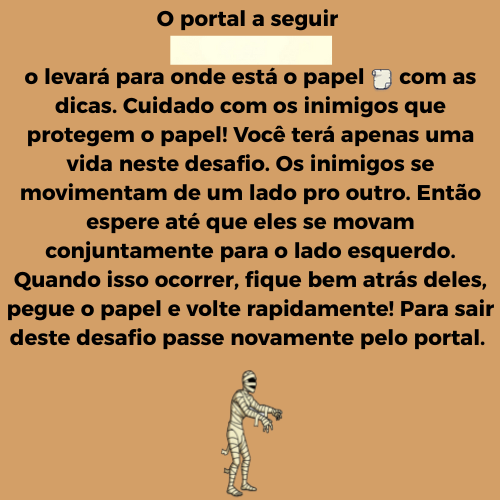 O portal a seguir
o levará para onde está o papel com as
dicas. Cuidado com os inimigos que
protegem o papel! Você terá apenas uma
vida neste desafio. Os inimigos se
movimentam de um lado pro outro. Então
espere até que eles se movam
conjuntamente para o lado esquerdo.
Quando isso ocorrer, fique bem atrás deles,
pegue o papel e volte rapidamente! Para sair
deste desafio passe novamente pelo portal.